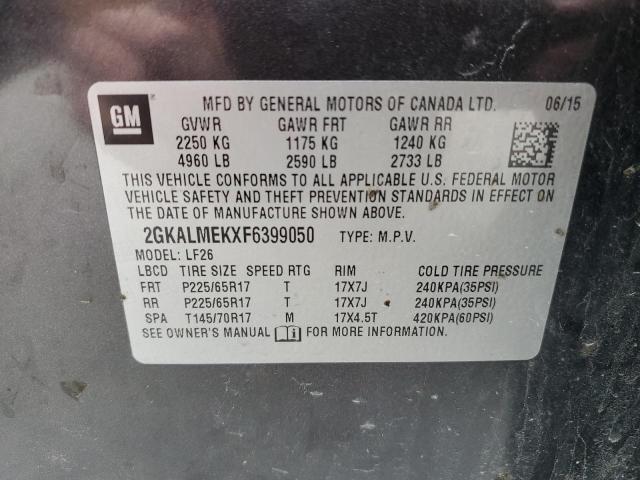 GM
MFD BY GENERAL MOTORS OF CANADA LTD. 06/15
GVWR GAWR FRT GAWR RR
2250 KG 1175 KG 1240 KG
4960 LB 2590 LB 2733 LB
THIS VEHICLE CONFORMS TO ALL APPLICABLE U.S. FEDERAL MOTOR
VEHICLE SAFETY AND THEFT PREVENTION STANDARDS IN EFFECT ON
THE DATE OF MANUFACTURE SHOWN ABOVE.
2GKALMEKXF6399050 TYPE: M.P.V.
MODEL: LF26
LBCD TIRE SIZE SPEED RTG RIM COLD TIRE PRESSURE
FRT P225/65R17 T 17X7J 240KPA(35PSI)
RR P225/65R17 T 17X7J 240KPA(35PSI)
SPA T145/70R17 M 17X4.5T 420KPA(60PSI)
SEE OWNER'S MANUAL FOR MORE INFORMATION.